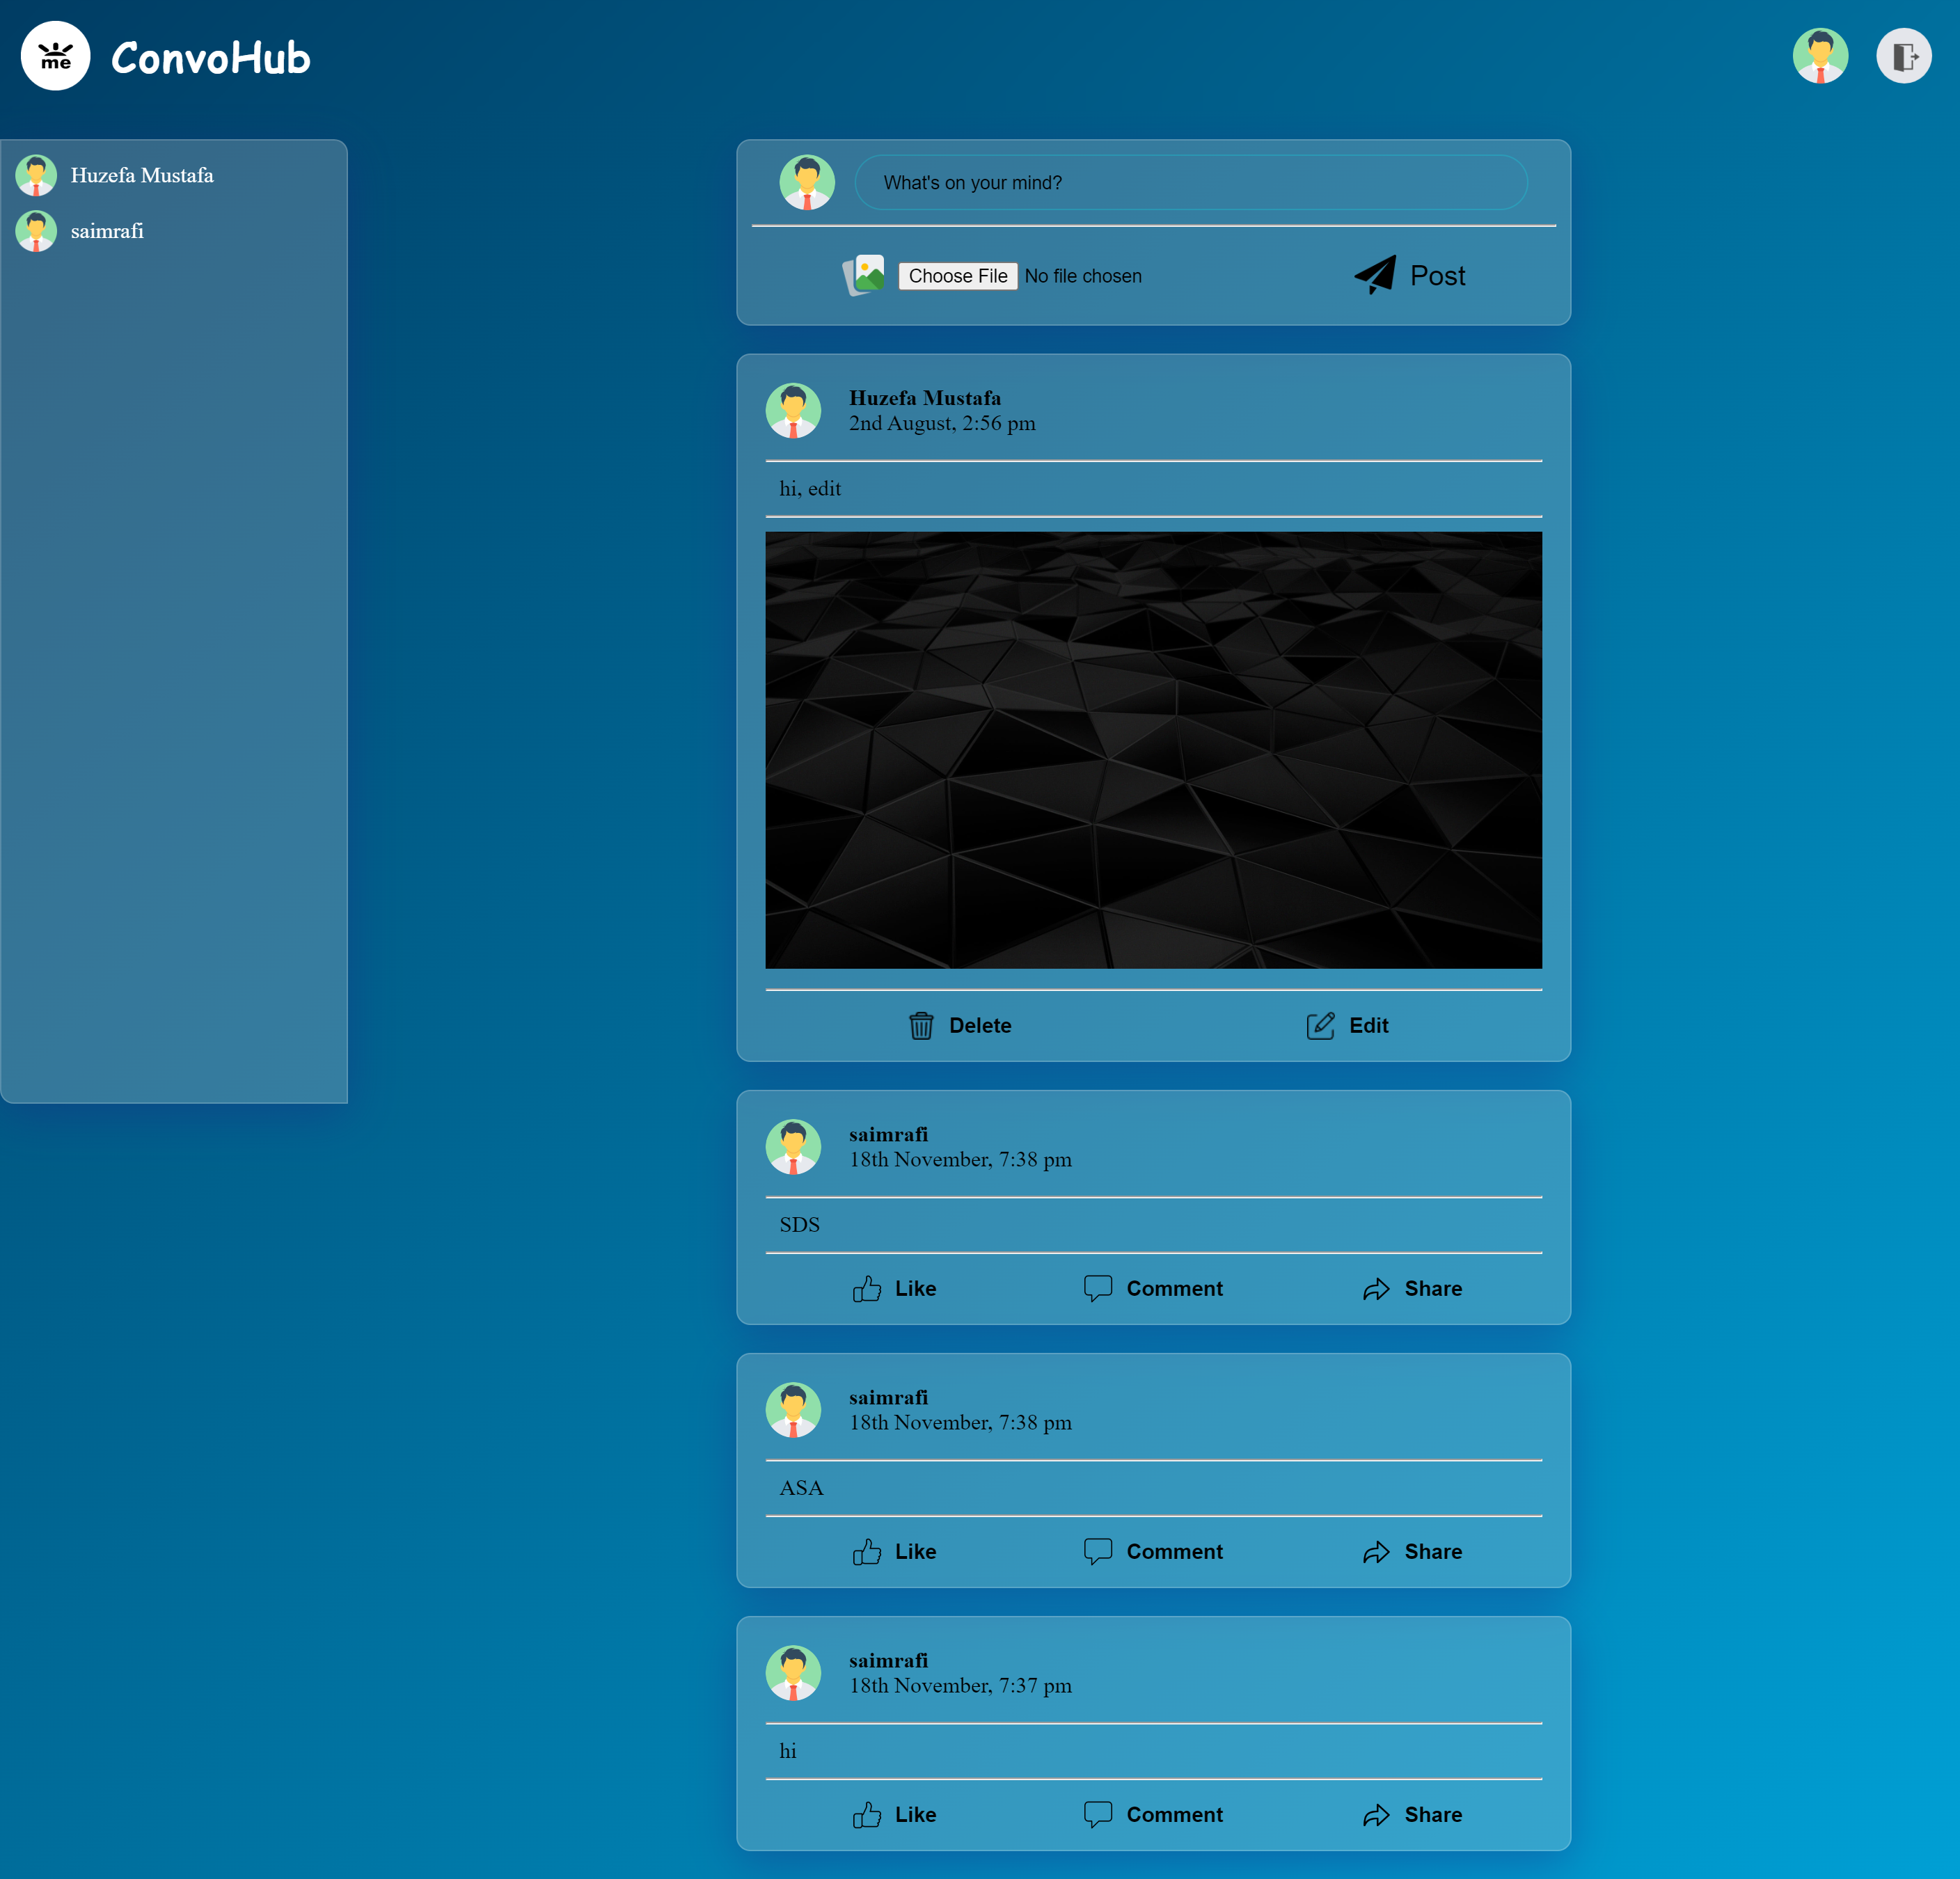 me
ConvoHub
Huzefa Mustafa
saimrafi
What's on your mind?
Choose File No file chosen
Post
Huzefa Mustafa
2nd August, 2:56 pm
hi, edit
Delete Edit
saimrafi
18th November, 7:38 pm
SDS
Like Comment Share
saimrafi
18th November, 7:38 pm
ASA
Like Comment Share
saimrafi
18th November, 7:37 pm
hi
Like Comment Share